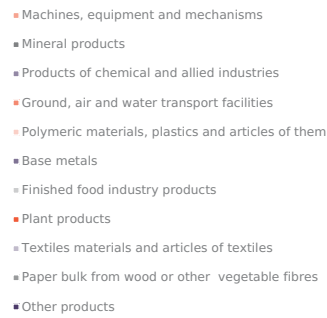 Machines, equipment and mechanisms
Mineral products
Products of chemical and allied industries
Ground, air and water transport facilities
Polymeric materials, plastics and articles of them
Base metals
Finished food industry products
Plant products
Textiles materials and articles of textiles
Paper bulk from wood or other  vegetable fibres
Other products